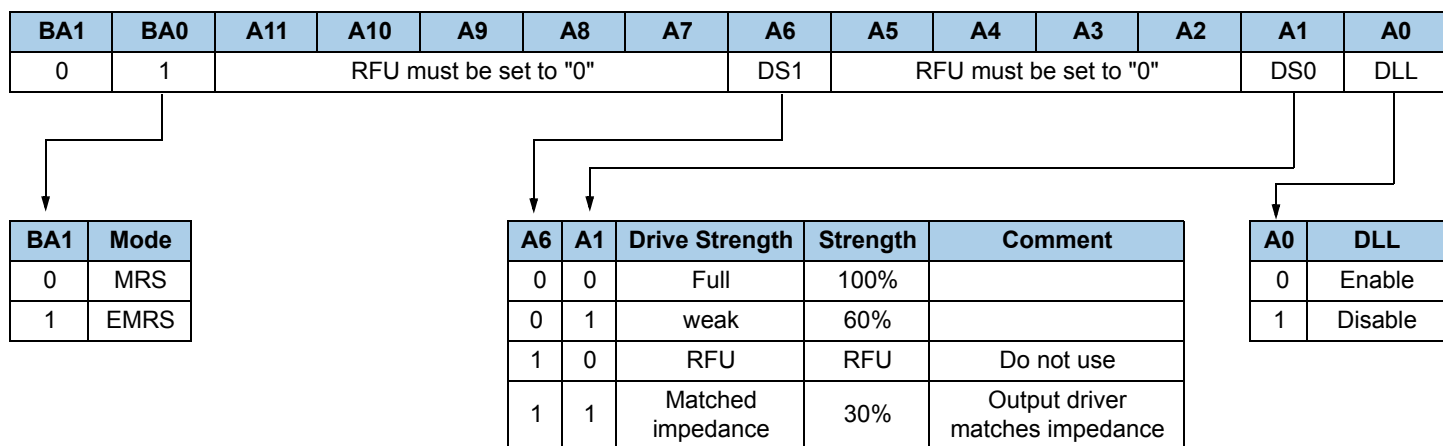 BA1 BA0 A11 A10 A9 A8 A7 A6 A5 A4 A3 A2 A1 A0
0 1 RFU must be set to "0" DS1 RFU must be set to "0" DS0 DLL
BA1 Mode
0 MRS
1 EMRS
A6 A1 Drive Strength Strength Comment
0 0 Full 100%
0 1 weak 60%
1 0 RFU RFU Do not use
1 1 Matched impedance 30% Output driver matches impedance
A0 DLL
0 Enable
1 Disable